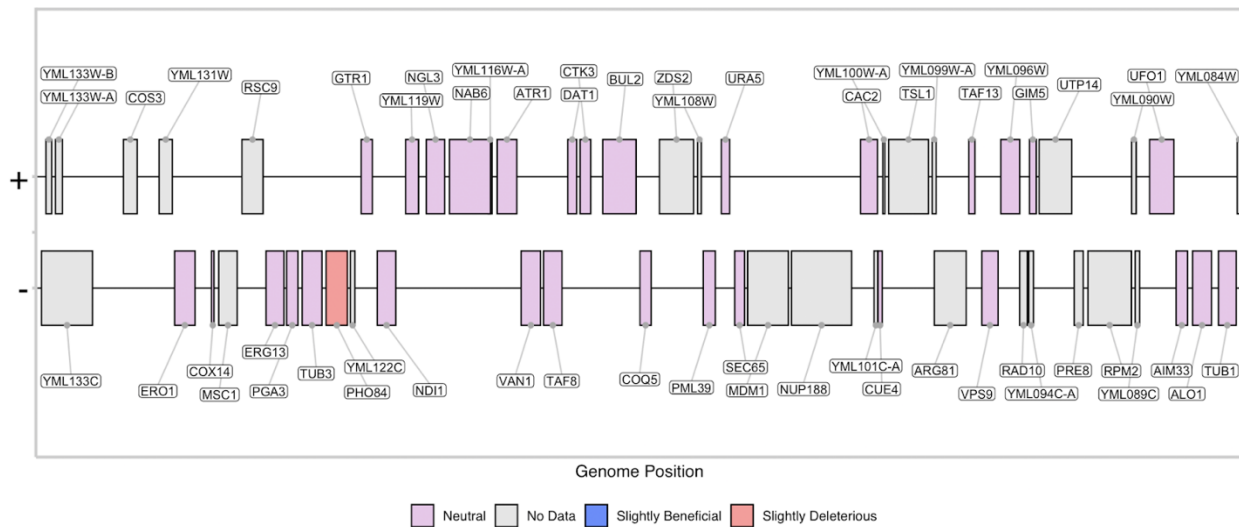 YML133W-B
YML131W
YML116W-A
CTK3
ZDS2
YML100W-A
YML099W-A
YML096W
UFO1
YML084W
YML133W-A
COS3
RSC9
GTR1
NGL3
YML119W
NAB6
ATR1
DAT1
BUL2
YML108W
URA5
CAC2
TSL1
TAF13
GIM5
UTP14
YML090W
+
-
YML133C
ERO1
COX14
MSC1
ERG13
PGA3
TUB3
YML122C
PHO84
NDI1
VAN1
TAF8
COQ5
PML39
SEC65
MDM1
NUP188
YML101C-A
CUE4
ARG81
VPS9
RAD10
YML094C-A
PRE8
RPM2
YML089C
AIM33
ALO1
TUB1
Genome Position
Neutral No Data Slightly Beneficial Slightly Deleterious